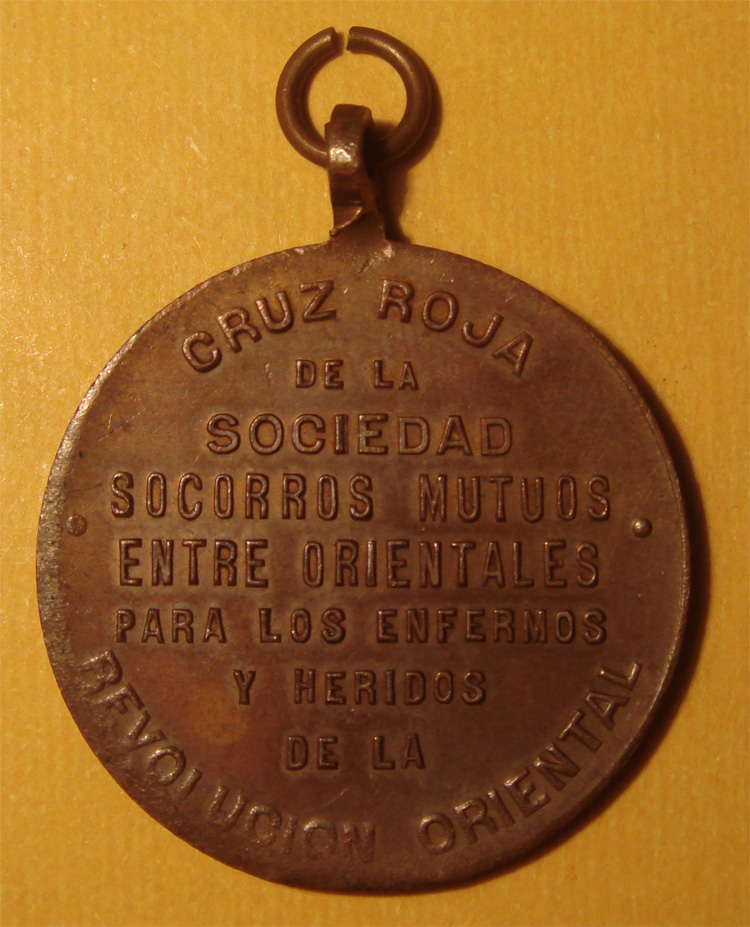 CRUZ ROJA
DE LA
SOCIEDAD
SOCORROS MUTUOS
ENTRE ORIENTALES
PARA LOS ENFERMOS
Y HERIDOS
DE LA
REVOLUCION ORIENTAL